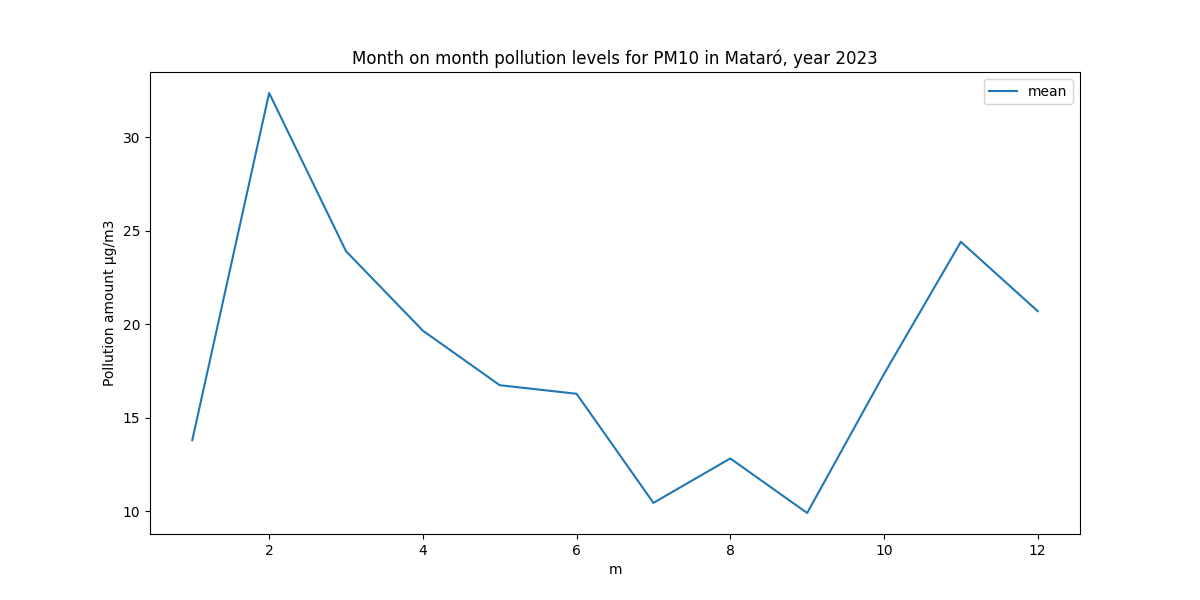 Month on month pollution levels for PM10 in Mataró, year 2023
mean
Pollution amount µg/m3
30
25
20
15
10
2 4 6 8 10 12
m